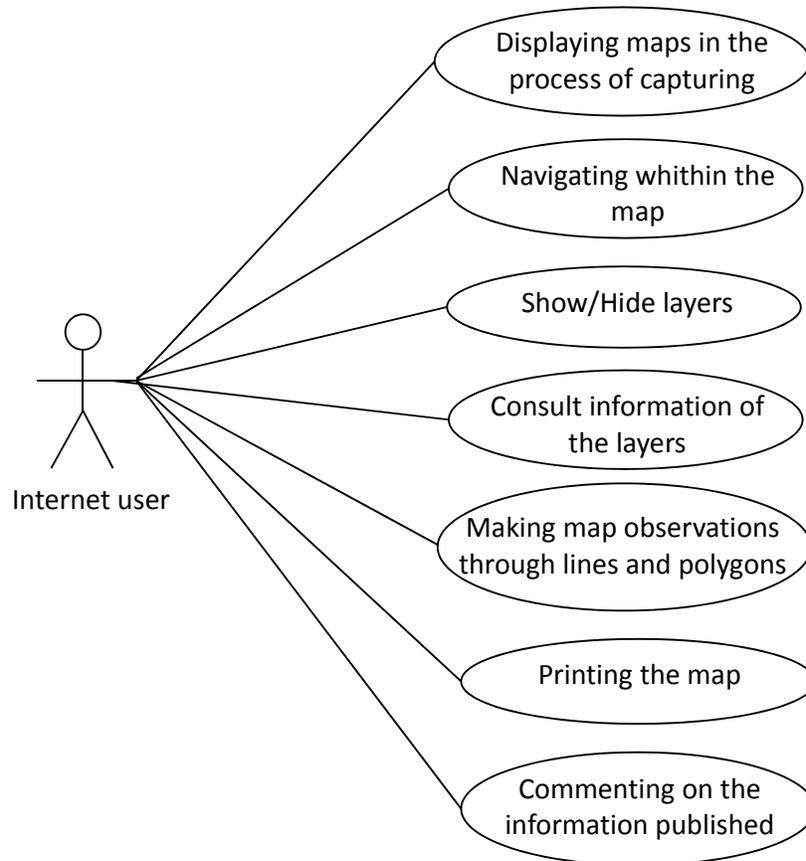 Displaying maps in the
process of capturing
Navigating whithin the
map
Show/Hide layers
Consult information of
the layers
Internet user
Making map observations
through lines and polygons
Printing the map
Commenting on the
information published